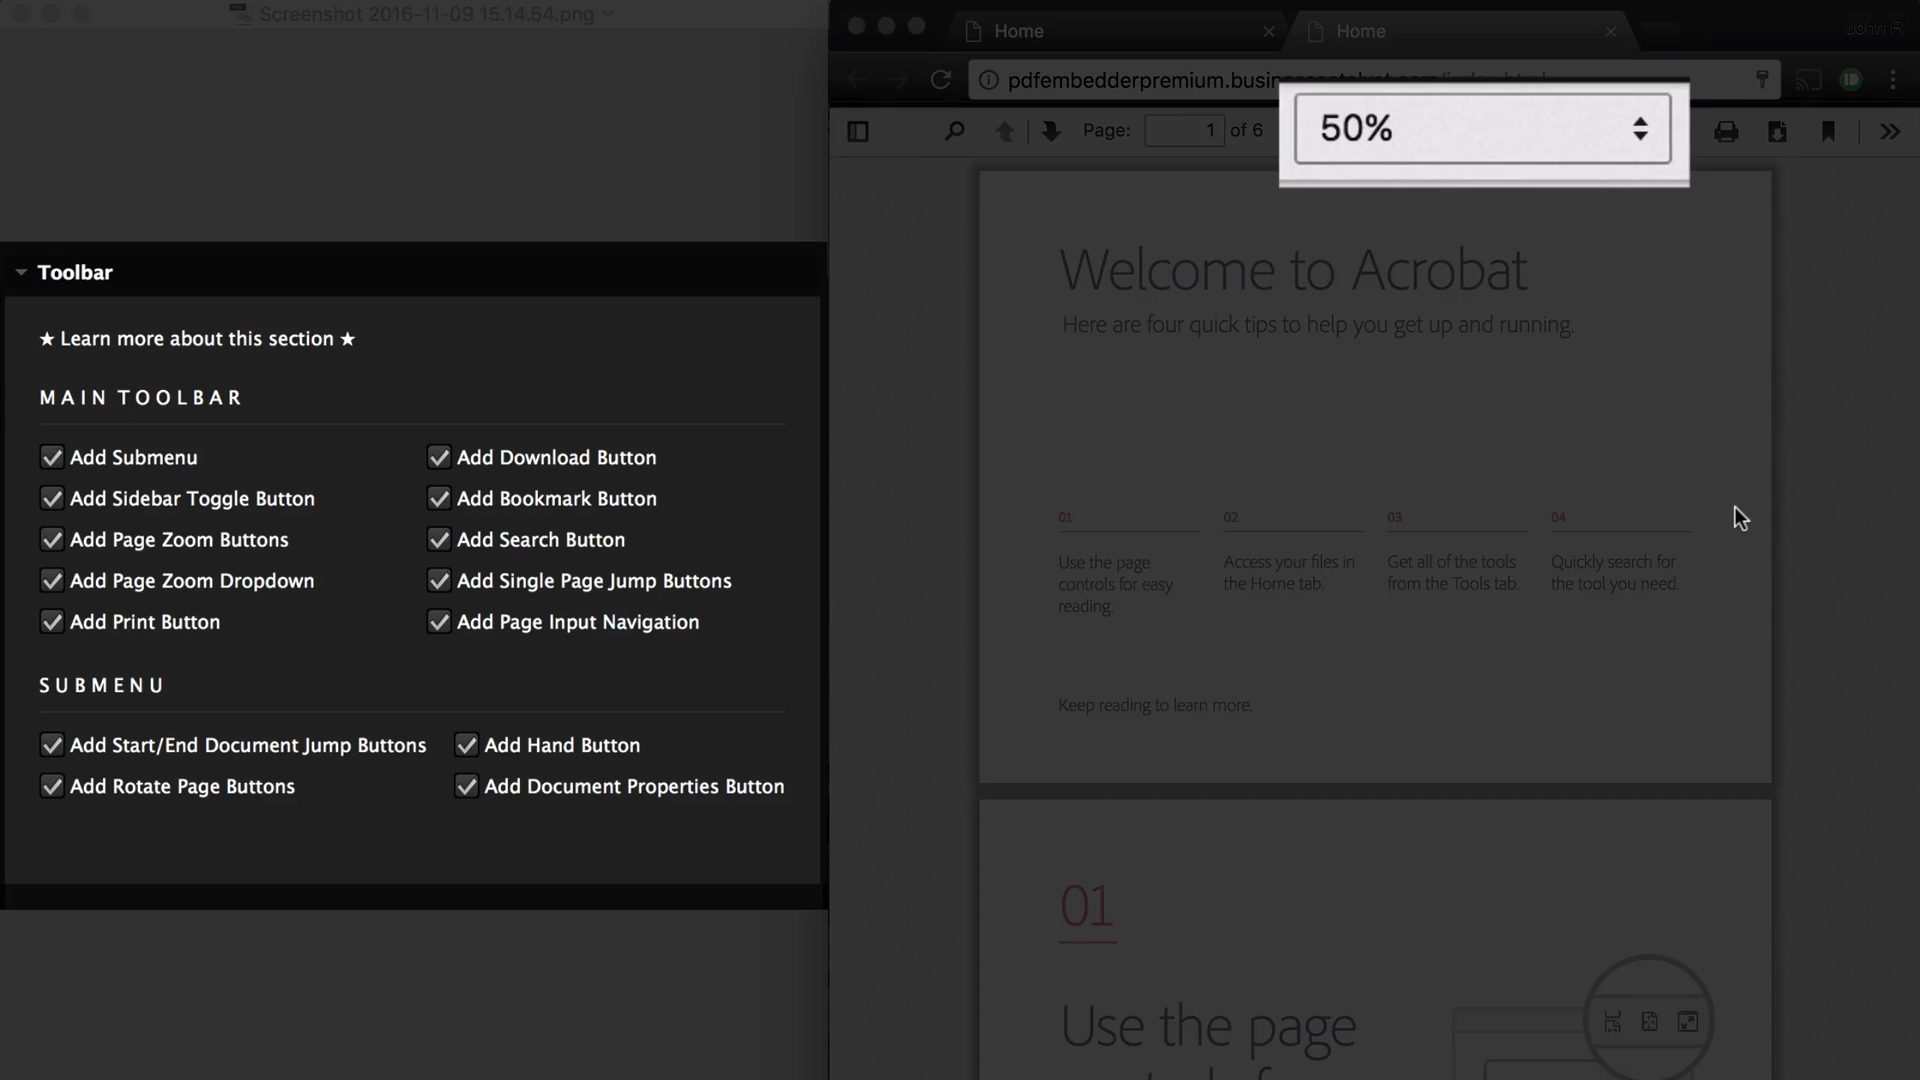 Screenshot 2016-11-09 15.14.54.png
Toolbar
★ Learn more about this section ★
MAIN TOOLBAR
Add Submenu
Add Download Button
Add Sidebar Toggle Button
Add Bookmark Button
Add Page Zoom Buttons
Add Search Button
Add Page Zoom Dropdown
Add Single Page Jump Buttons
Add Print Button
Add Page Input Navigation
SUBMENU
Add Start/End Document Jump Buttons
Add Hand Button
Add Rotate Page Buttons
Add Document Properties Button
Home
Home
John R
pdfembedderpremium.busin
Page: 1 of 6
50%
Welcome to Acrobat
Here are four quick tips to help you get up and running.
01
Use the page
controls for easy
reading.
02
Access your files in
the Home tab.
03
Get all of the tools
from the Tools tab.
04
Quickly search for
the tool you need.
Keep reading to learn more.
01
Use the page